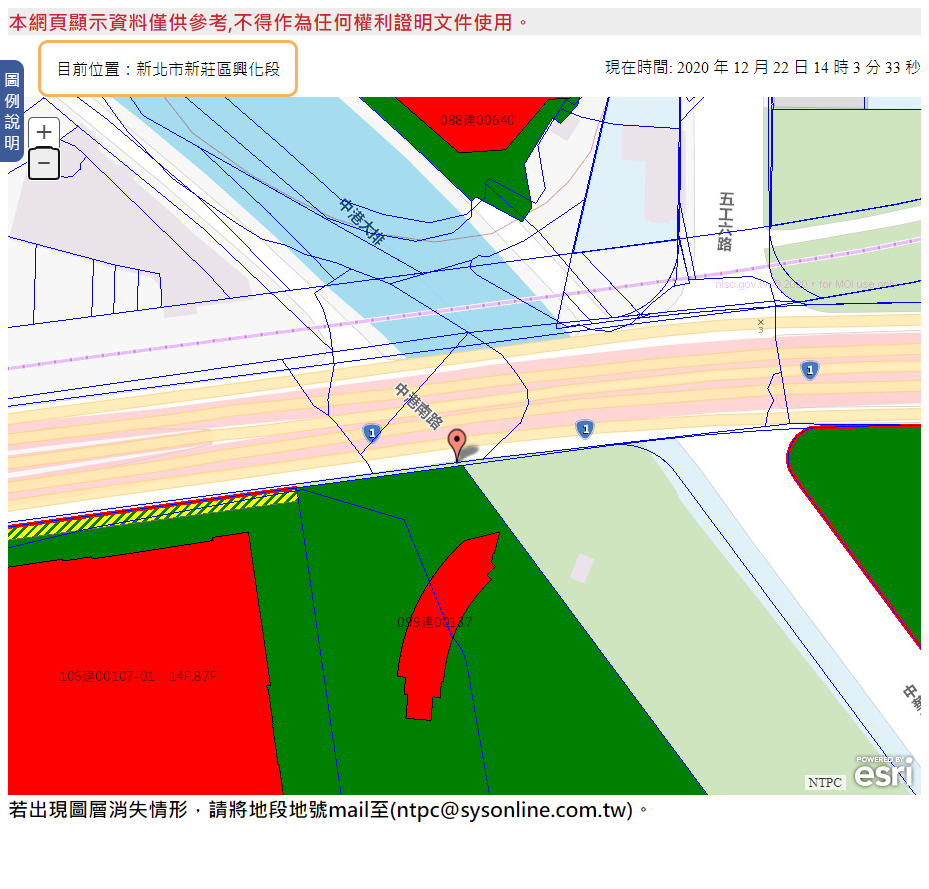 本網頁顯示資料僅供參考,不得作為任何權利證明文件使用。
目前位置：新北市新莊區興化段
現在時間: 2020 年 12 月 22 日 14 時 3 分 33 秒
圖例說明
+
−
088建00640
中港大排
五工六路
nlsc.gov.tw
for MOI use
3
1
中港南路
1
1
099建00137
106建00107-01 14F,B7F
POWERED BY
esri
NTPC
若出現圖層消失情形，請將地段地號mail至(ntpc@sysonline.com.tw)。